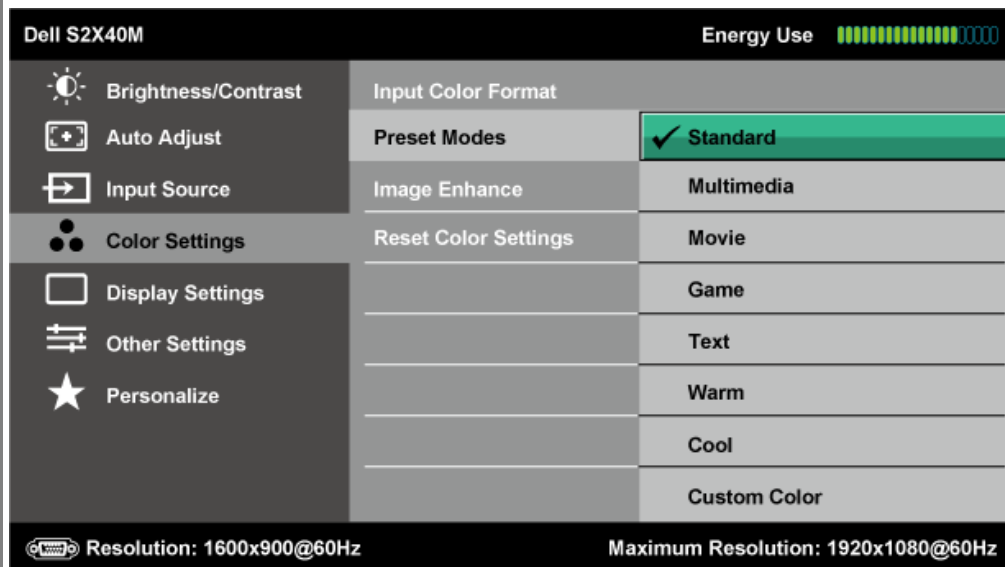 Dell S2X40M Energy Use
Brightness/Contrast Input Color Format
Auto Adjust Preset Modes Standard
Input Source Image Enhance Multimedia
Color Settings Reset Color Settings Movie
Display Settings Game
Other Settings Text
Personalize Warm
Cool
Custom Color
Resolution: 1600x900@60Hz Maximum Resolution: 1920x1080@60Hz